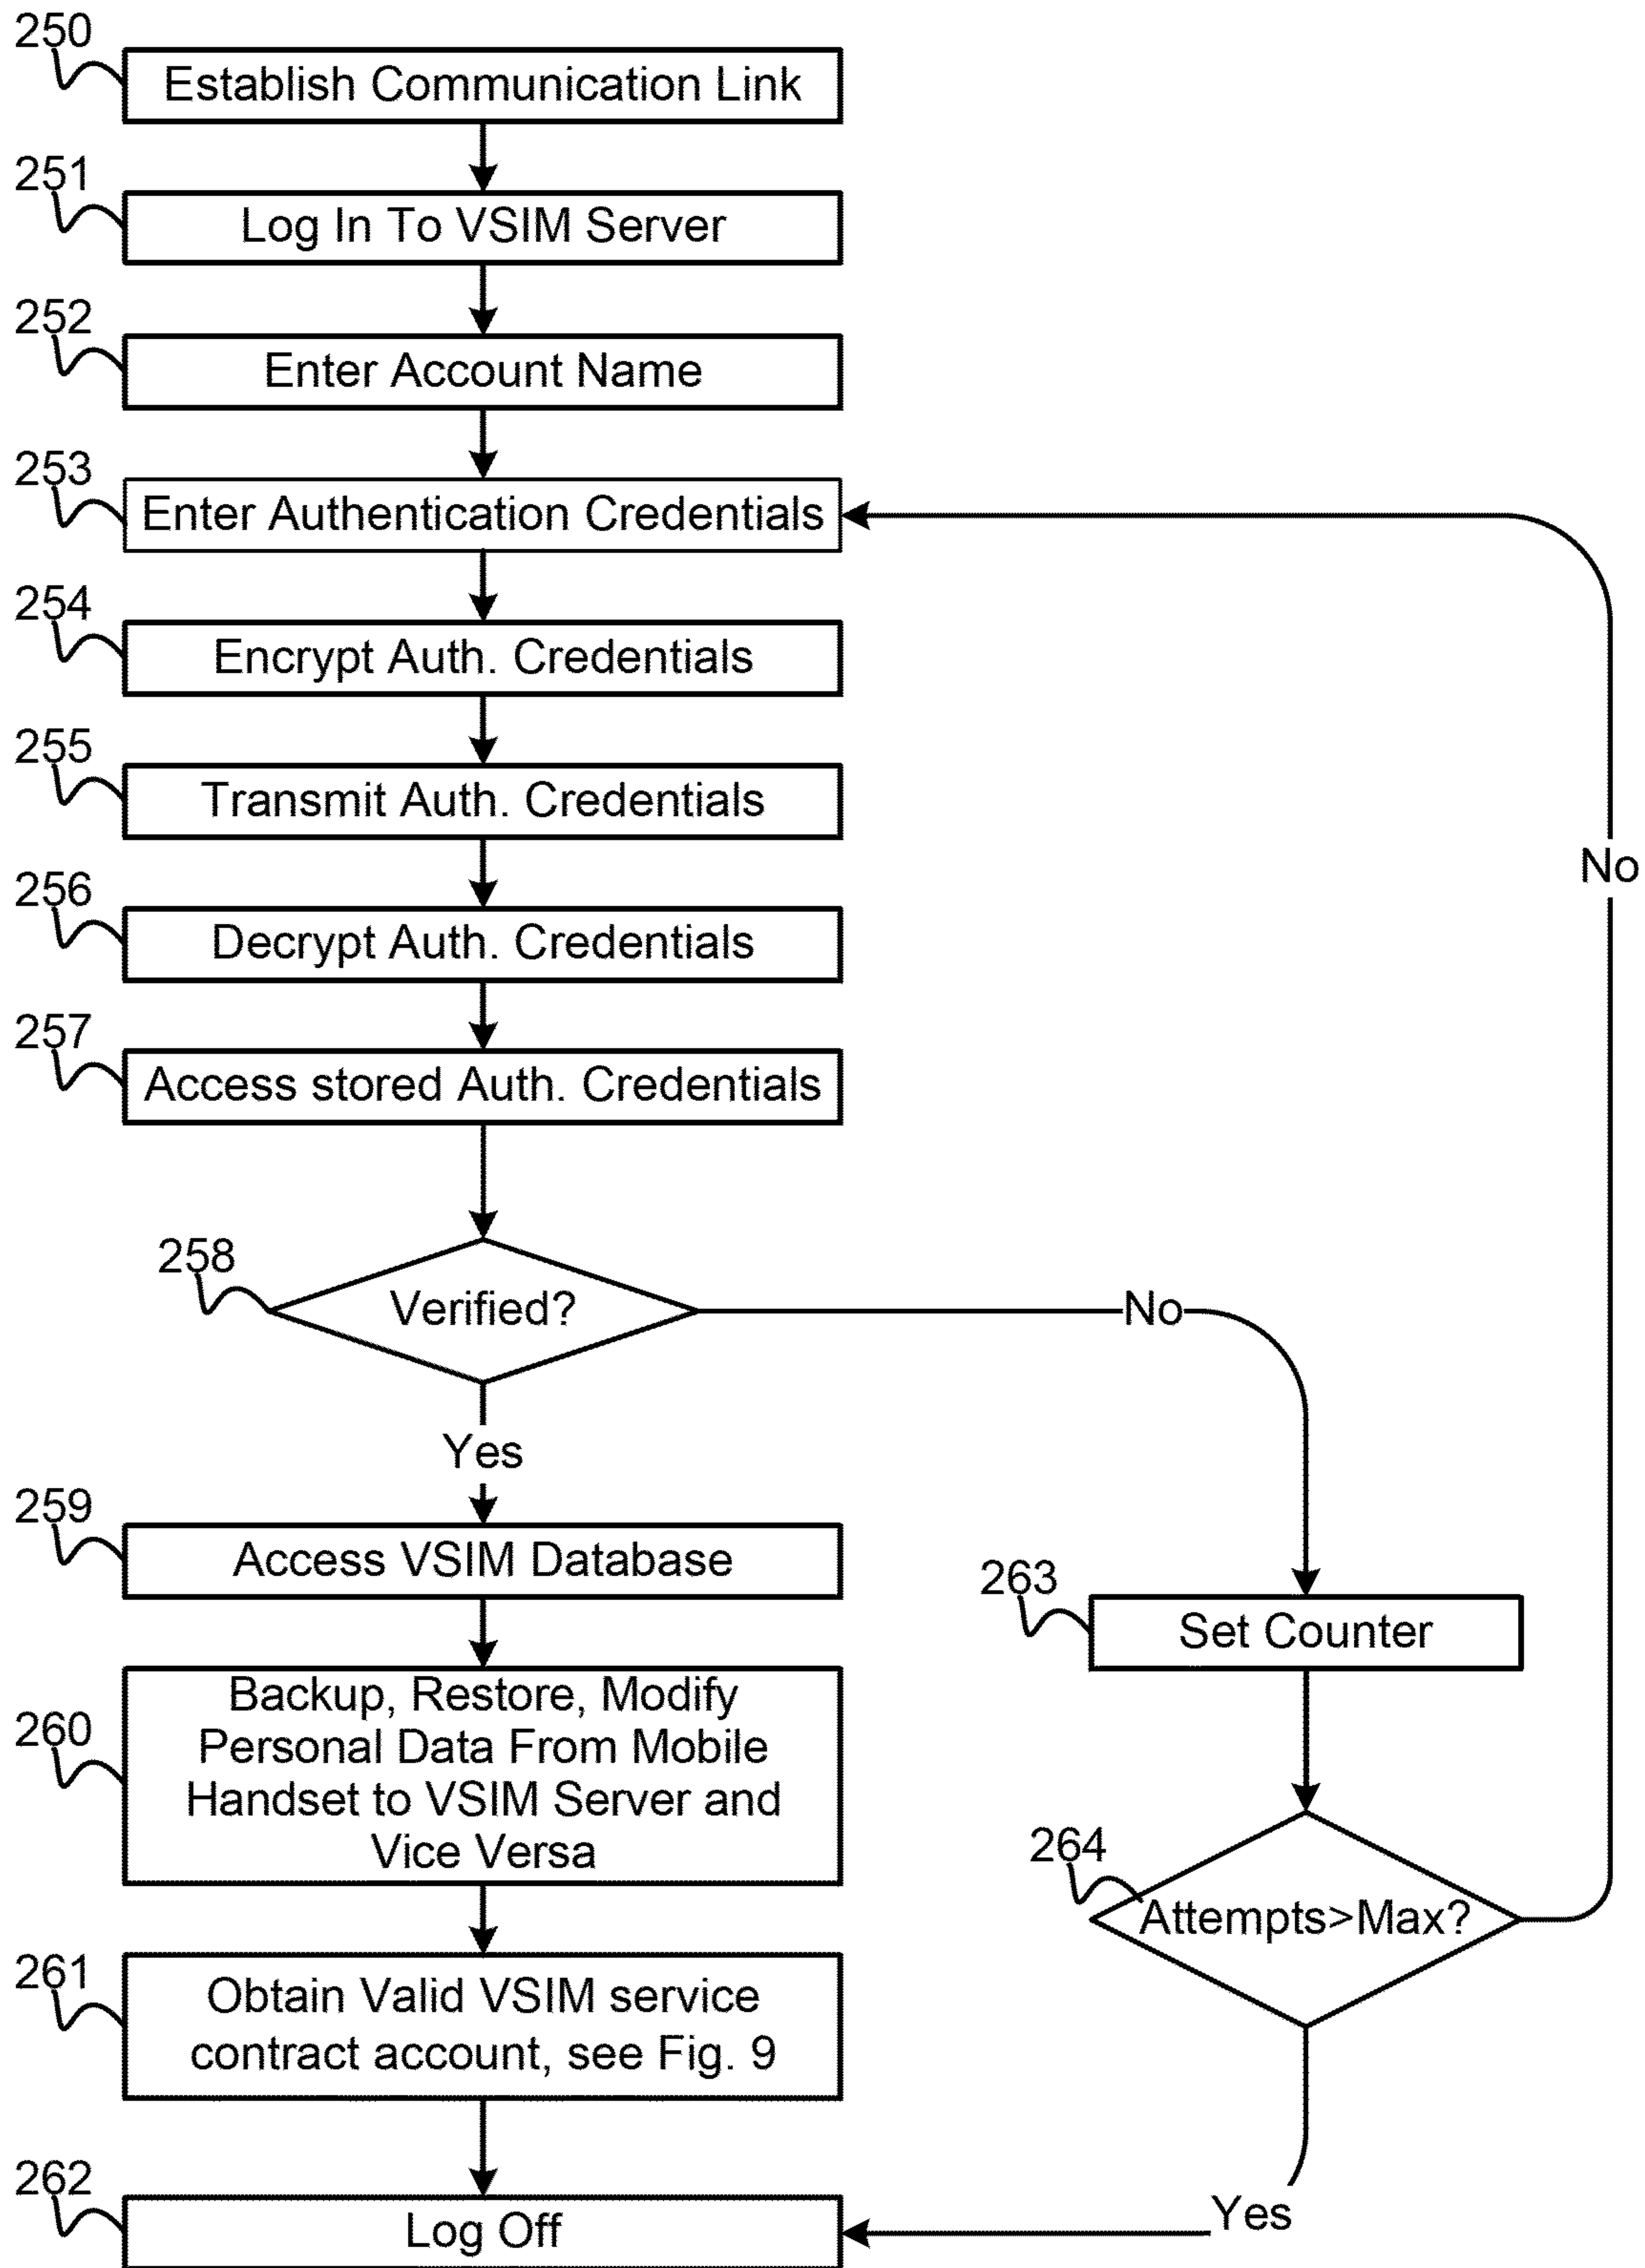 250
Establish Communication Link
251
Log In To VSIM Server
252
Enter Account Name
253
Enter Authentication Credentials
254
Encrypt Auth. Credentials
255
Transmit Auth. Credentials
No
256
Decrypt Auth. Credentials
257
Access stored Auth. Credentials
258
Verified?
No
Yes
259
Access VSIM Database
263
Set Counter
260
Backup, Restore, Modify
Personal Data From Mobile
Handset to VSIM Server and
Vice Versa
264
Attempts>Max?
261
Obtain Valid VSIM service
contract account, see Fig. 9
262
Log Off
Yes